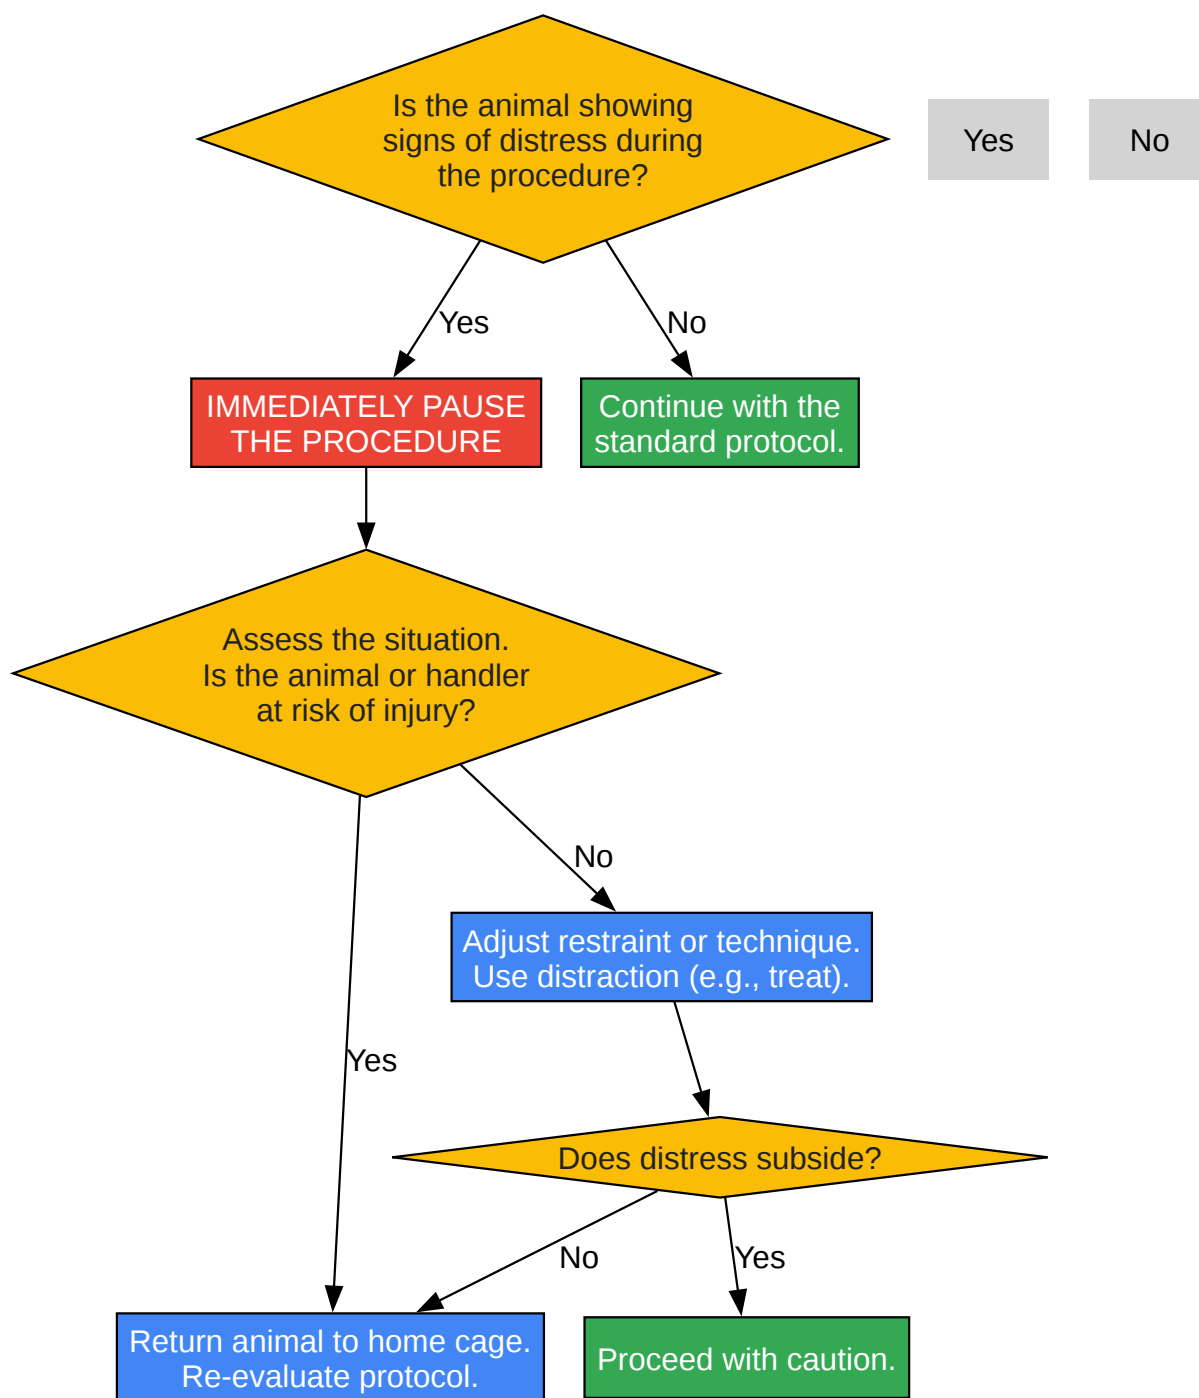 Is the animal showing
signs of distress during
the procedure?
Yes
No
Yes
No
IMMEDIATELY PAUSE
THE PROCEDURE
Continue with the
standard protocol.
Assess the situation.
Is the animal or handler
at risk of injury?
No
Adjust restraint or technique.
Use distraction (e.g., treat).
Yes
Does distress subside?
No
Yes
Return animal to home cage.
Re-evaluate protocol.
Proceed with caution.